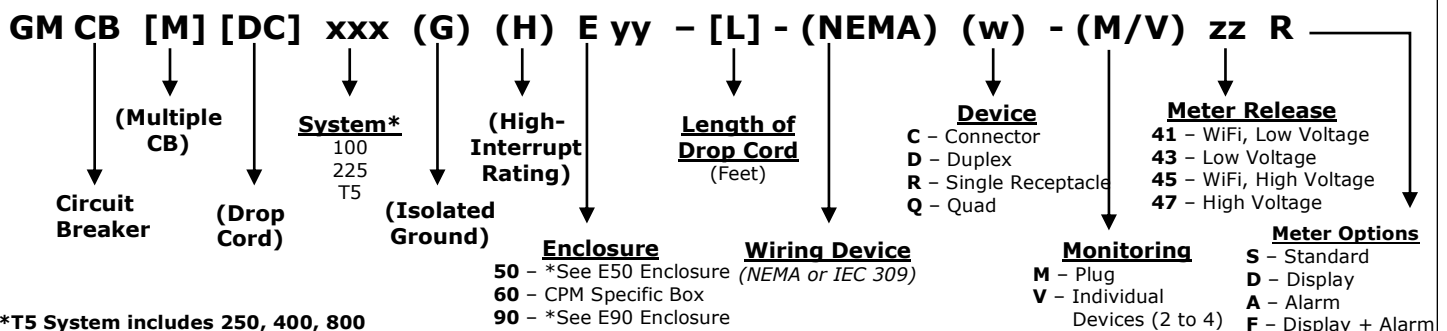 GM CB [M] [DC] xxx (G) (H) E yy – [L] - (NEMA) (w) - (M/V) zz R
Circuit
Breaker
(Multiple
CB)
(Drop
Cord)
System*
100
225
T5
(Isolated
Ground)
(High-
Interrupt
Rating)
Enclosure
50 – *See E50 Enclosure
60 – CPM Specific Box
90 – *See E90 Enclosure
Length of
Drop Cord
(Feet)
Wiring Device
(NEMA or IEC 309)
Device
C – Connector
D – Duplex
R – Single Receptacle
Q – Quad
Monitoring
M – Plug
V – Individual
Devices (2 to 4)
Meter Release
41 – WiFi, Low Voltage
43 – Low Voltage
45 – WiFi, High Voltage
47 – High Voltage
Meter Options
S – Standard
D – Display
A – Alarm
F – Display + Alarm
*T5 System includes 250, 400, 800